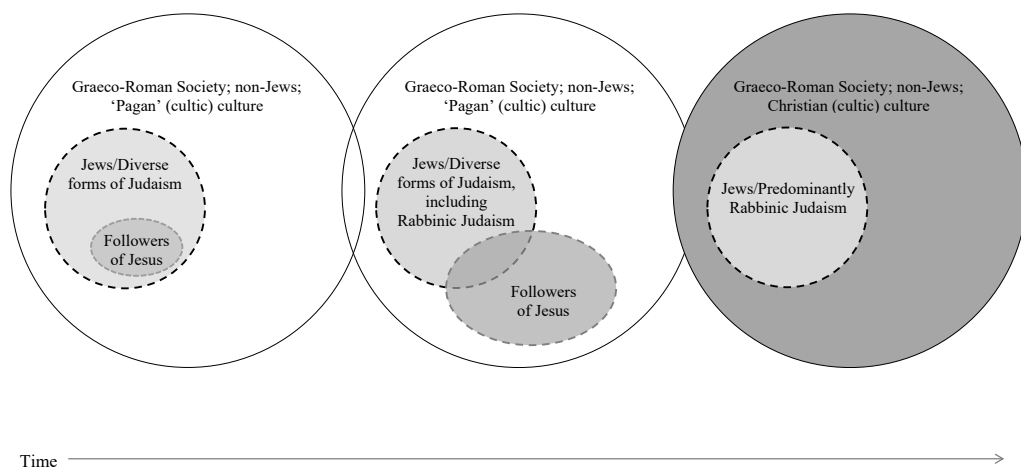 Graeco-Roman Society; non-Jews;
‘Pagan’ (cultic) culture
Jews/Diverse
forms of Judaism
Followers
of Jesus
Graeco-Roman Society; non-Jews;
‘Pagan’ (cultic) culture
Jews/Diverse
forms of Judaism,
including
Rabbinic Judaism
Followers
of Jesus
Graeco-Roman Society; non-Jews;
Christian (cultic) culture
Jews/Predominantly
Rabbinic Judaism
Time